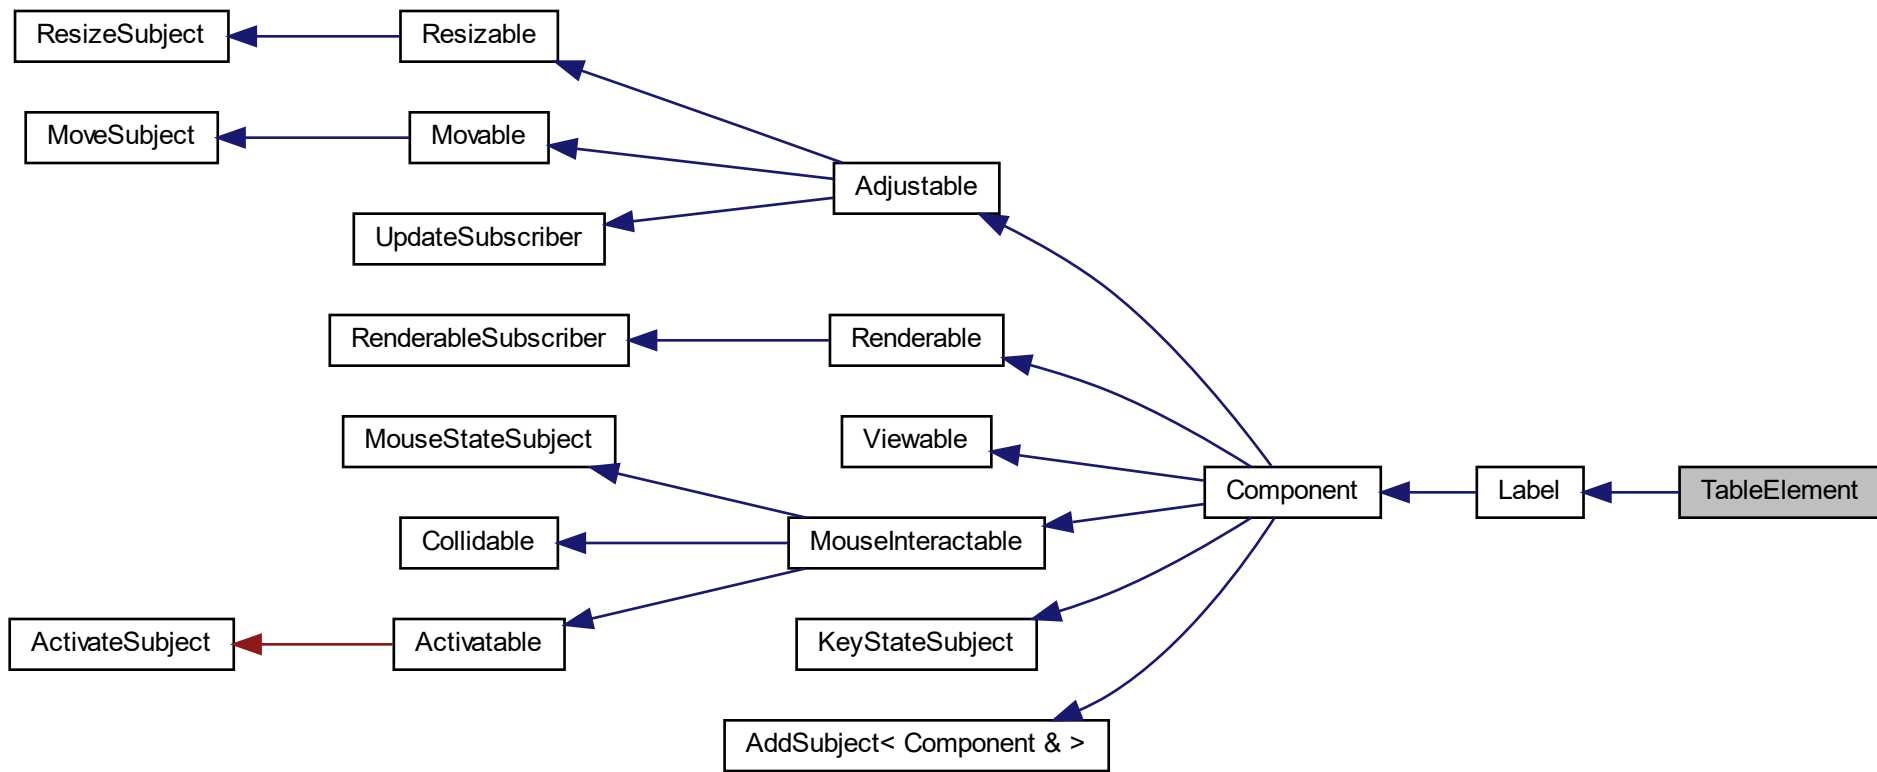 ResizeSubject
Resizable
MoveSubject
Movable
Adjustable
UpdateSubscriber
RenderableSubscriber
Renderable
MouseStateSubject
Viewable
Component
Label
TableElement
Collidable
MouseInteractable
ActivateSubject
Activatable
KeyStateSubject
AddSubject< Component & >